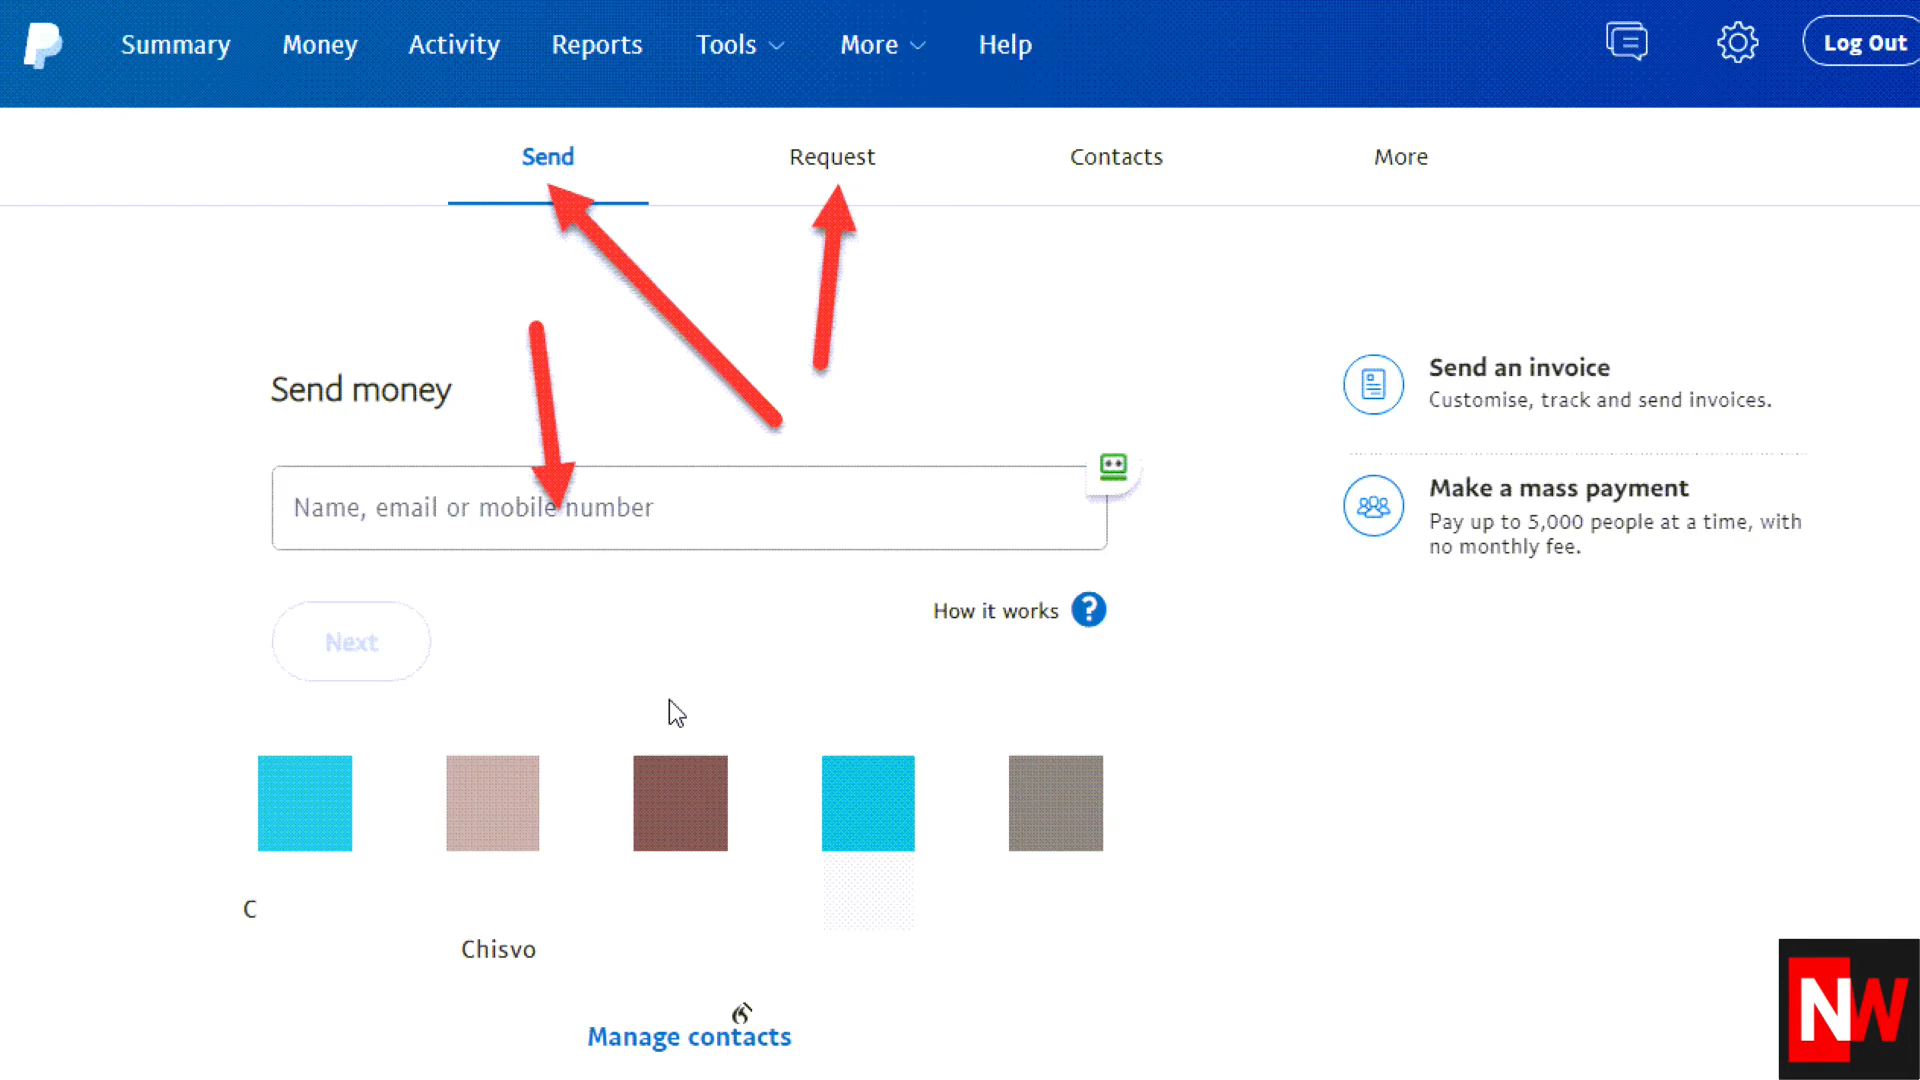 Summary Money Activity Reports Tools More Help Log Out
Send Request Contacts More
Send money
Name, email or mobile number
Next
How it works ?
Send an invoice
Customise, track and send invoices.
Make a mass payment
Pay up to 5,000 people at a time, with
no monthly fee.
C
Chisvo
Manage contacts
NW